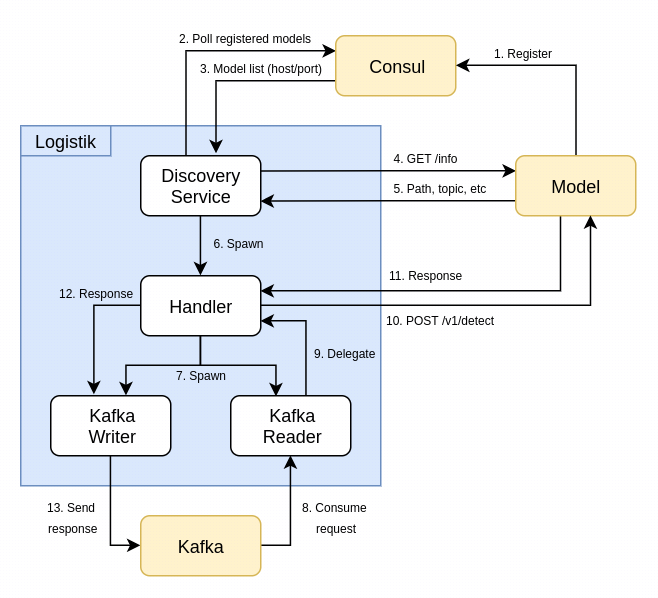 2. Poll registered models
1. Register
Consul
3. Model list (host/port)
Logistik
4. GET /info
Discovery
Service
Model
5. Path, topic, etc
6. Spawn
11. Response
12. Response
Handler
10. POST /v1/detect
9. Delegate
7. Spawn
Kafka
Writer
Kafka
Reader
13. Send
response
8. Consume
request
Kafka